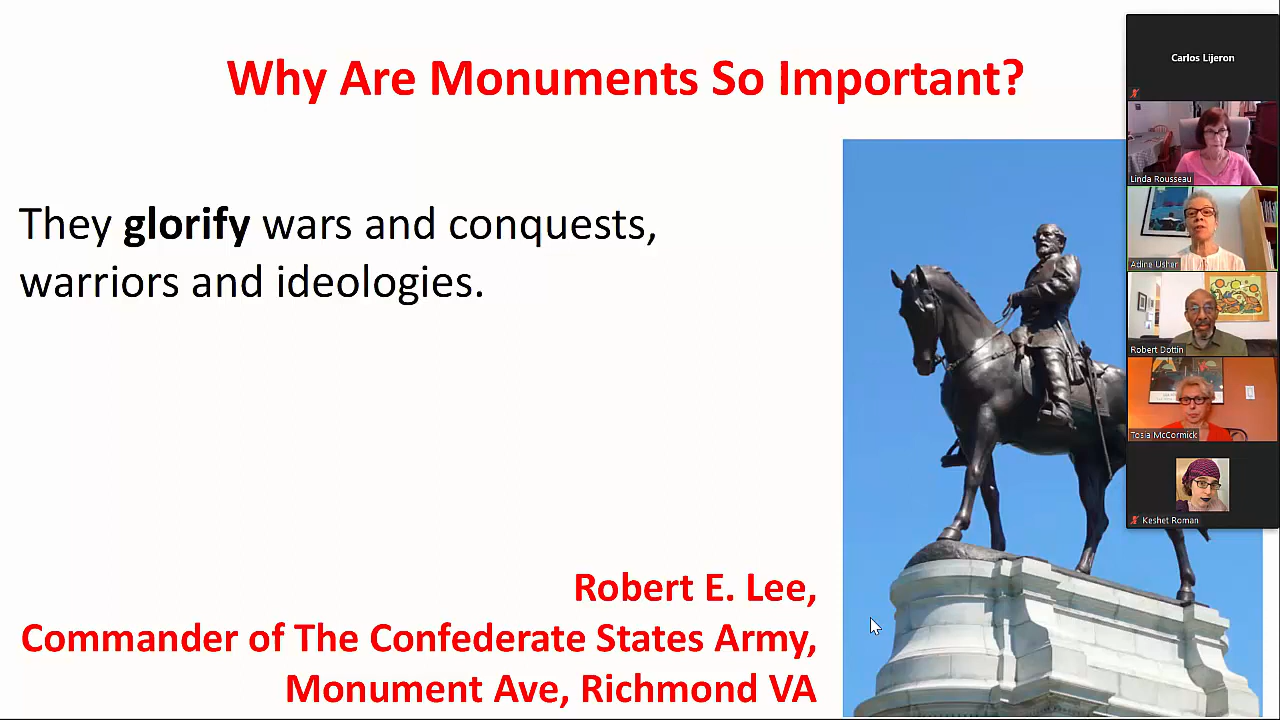 Why Are Monuments So Important?
They glorify wars and conquests,
warriors and ideologies.
Robert E. Lee,
Commander of The Confederate States Army,
Monument Ave, Richmond VA
Carlos Lijeron
Linda Rousseau
Adine Usher
Robert Dottin
Tosia McCormick
Keshet Roman